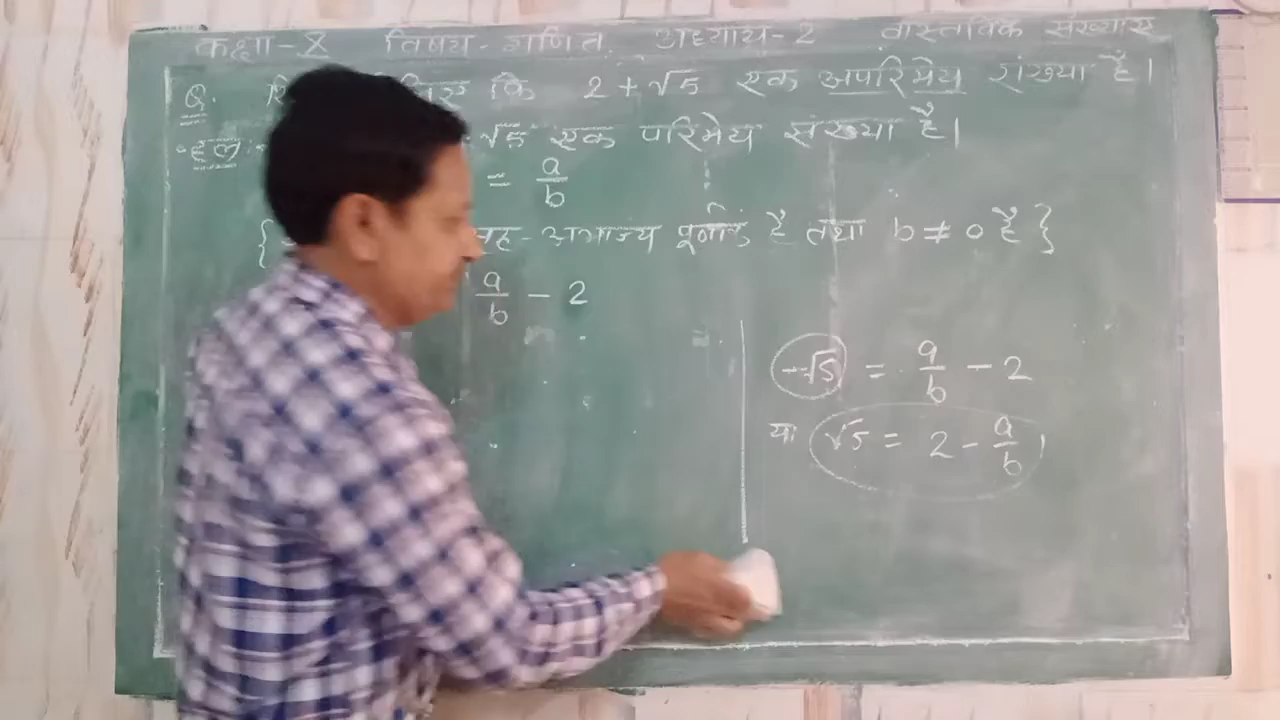 कक्षा-X विषय-गणित. अध्याय-2 वास्तविक संख्याएँ
Q. कि 2+√5 एक अपरिमेय संख्या है।
हल:- √5 एक परिमेय संख्या है।
= a/b
{ सह-अभाज्य पूर्णांक है तथा b ≠ 0 है }
a/b - 2
-√5 = a/b - 2
या √5 = 2 - a/b